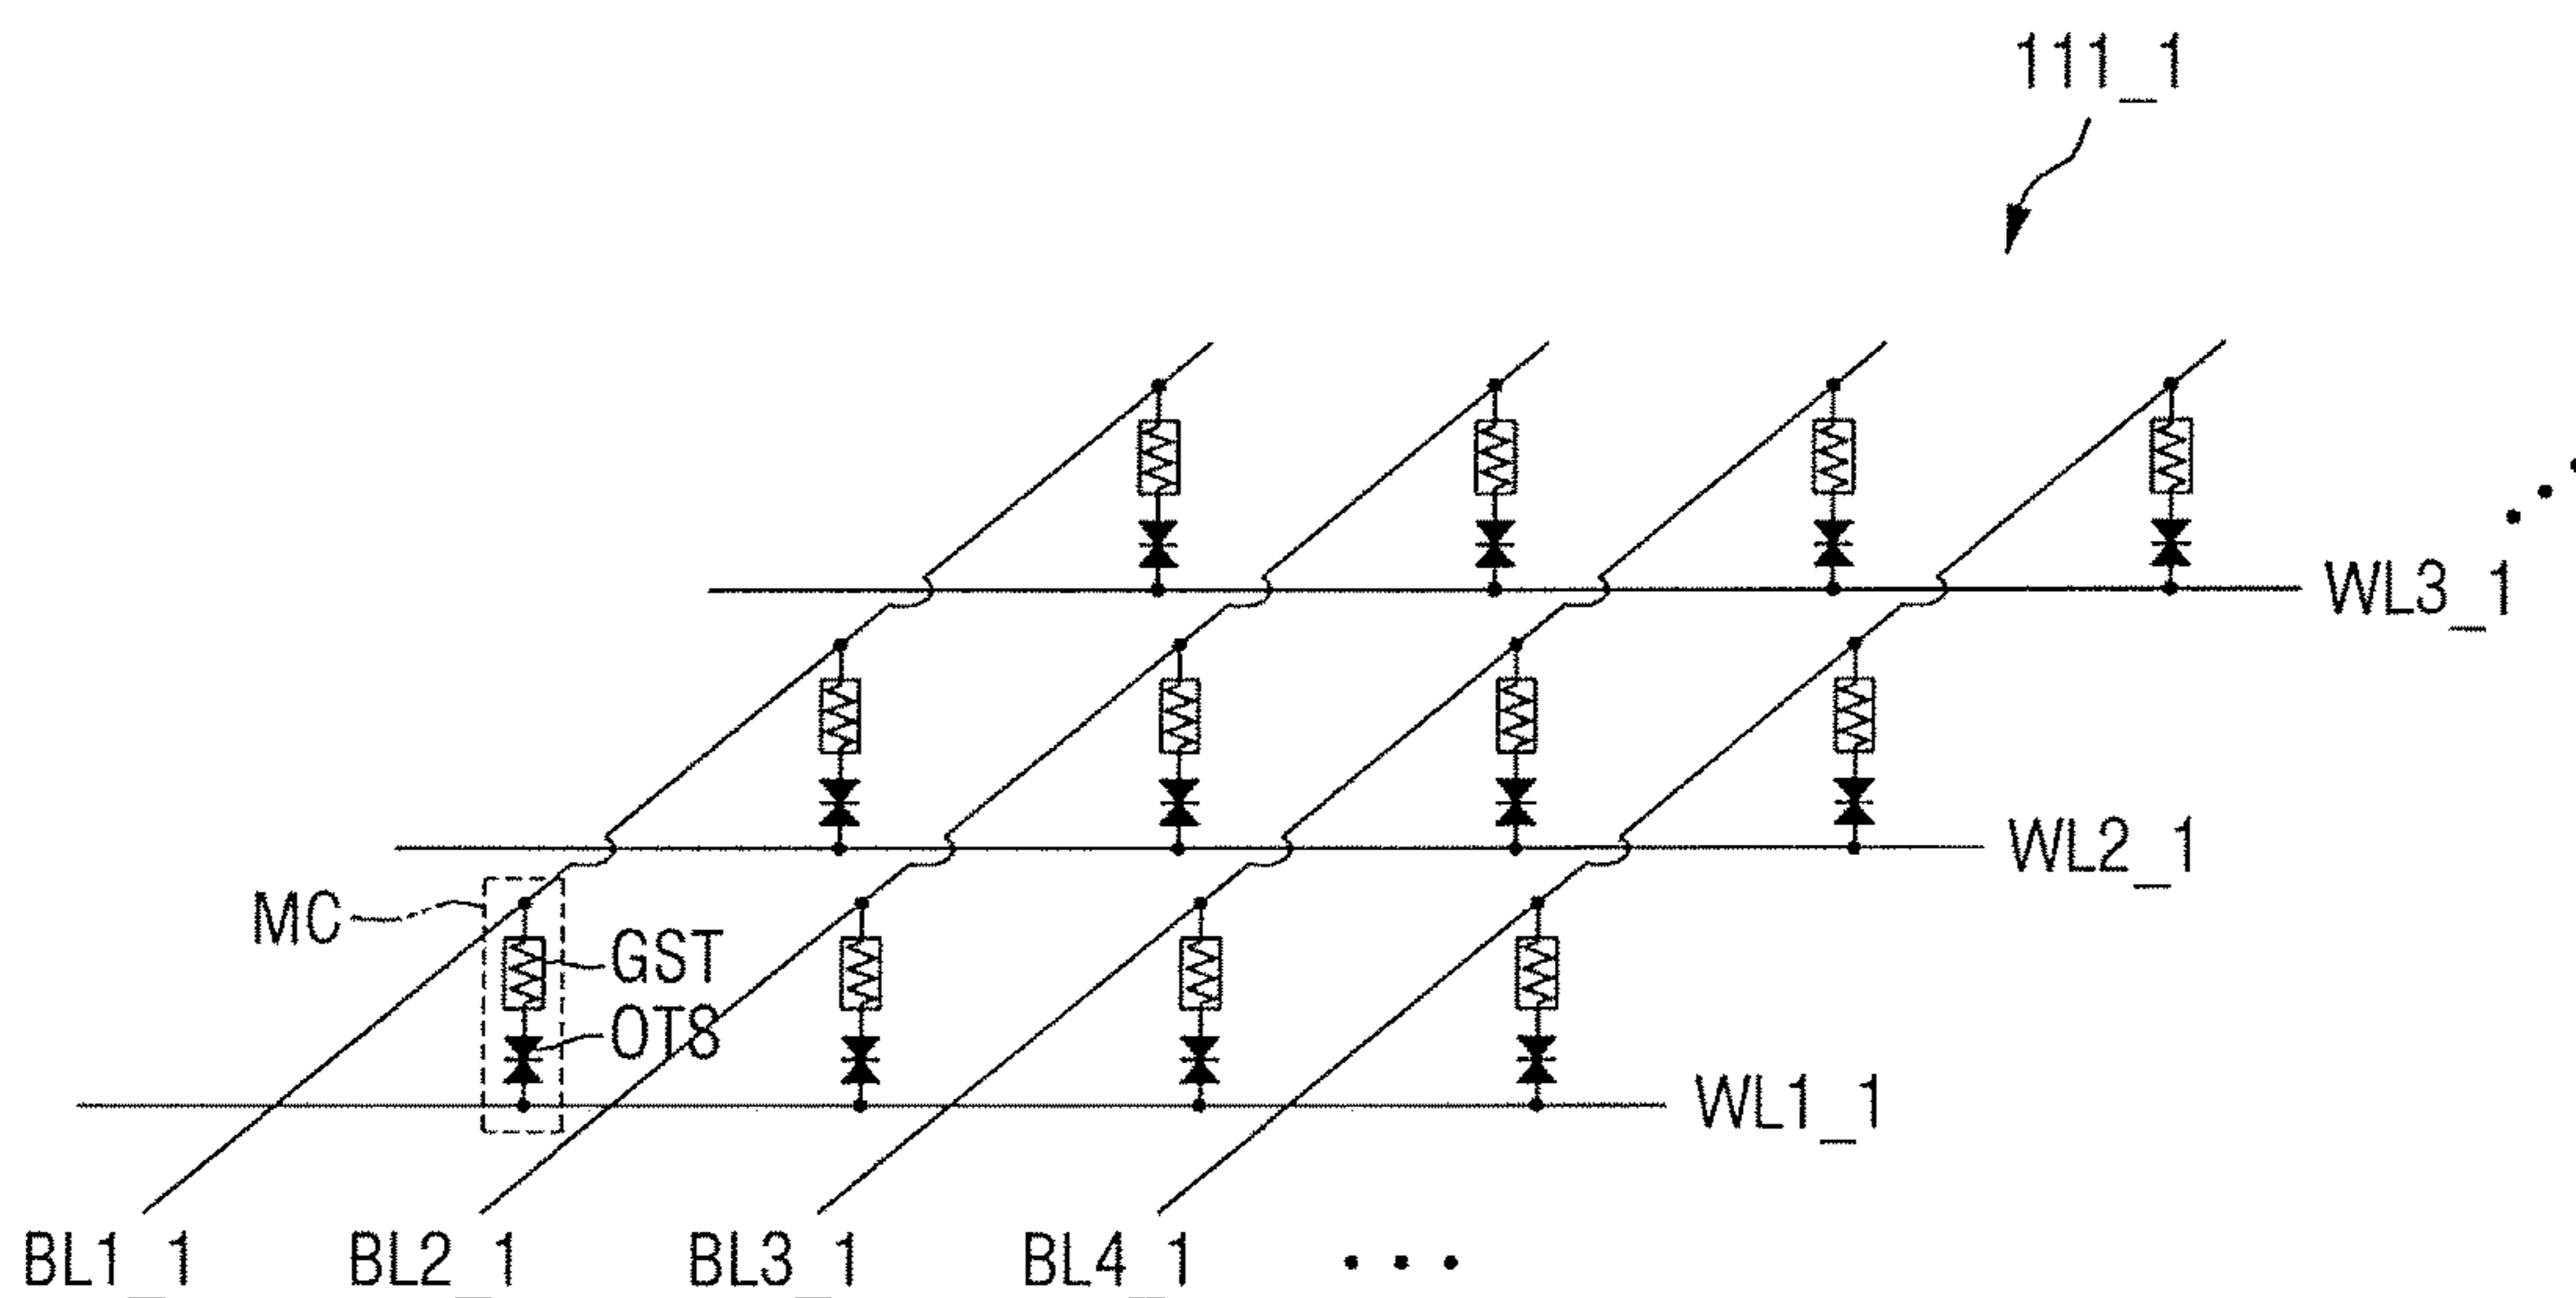 111_1
WL3_1
WL2_1
MC
GST
OTS
WL1_1
BL1_1 BL2_1 BL3_1 BL4_1 ...